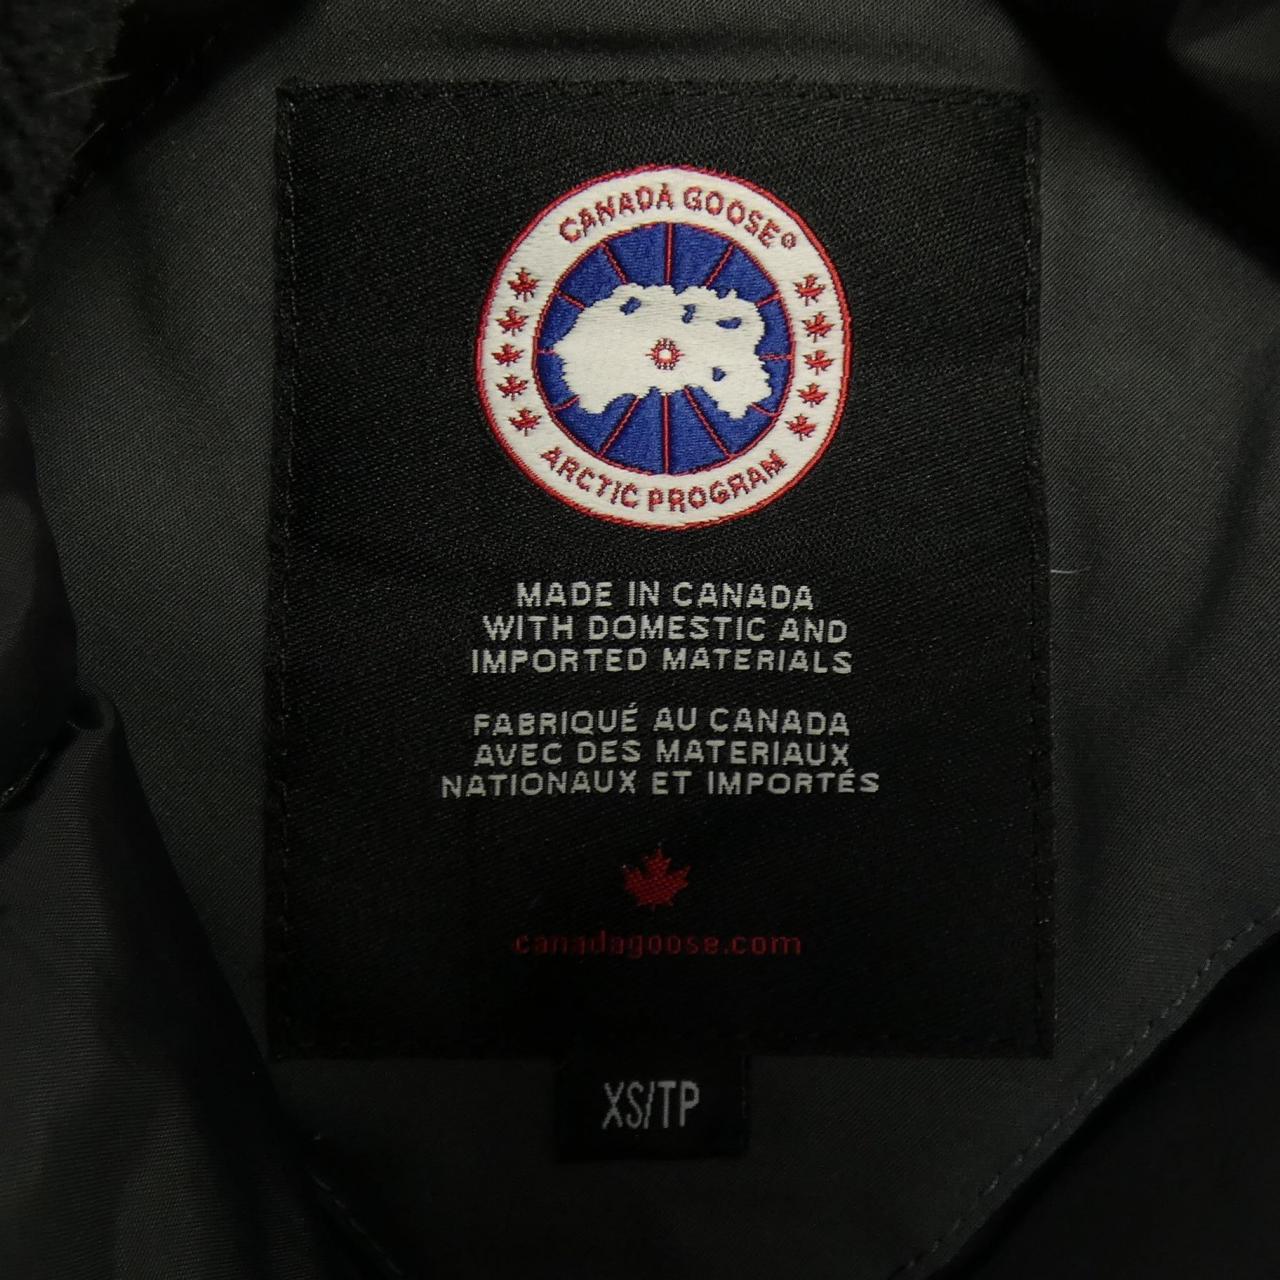 CANADA GOOSE®
ARCTIC PROGRAM
MADE IN CANADA
WITH DOMESTIC AND
IMPORTED MATERIALS
FABRIQUÉ AU CANADA
AVEC DES MATERIAUX
NATIONAUX ET IMPORTÉS
canadagoose.com
XS/TP